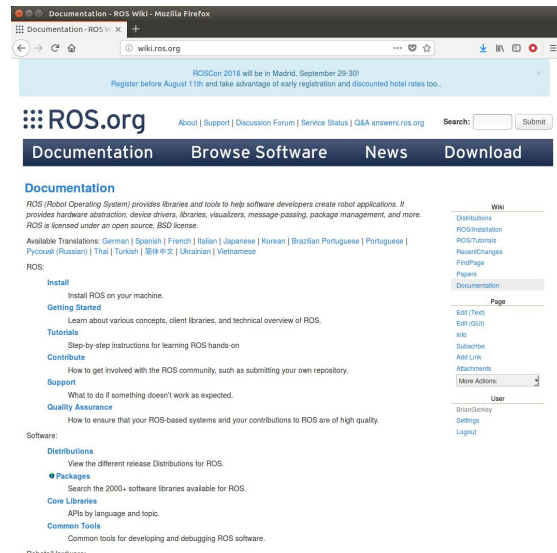 Documentation - ROS Wiki - Mozilla Firefox
Documentation - ROS W
wiki.ros.org
ROSCon 2018 will be in Madrid, September 29-30!
Register before August 11th and take advantage of early registration and discounted hotel rates too..
ROS.org
About | Support | Discussion Forum | Service Status | Q&A answers.ros.org
Search:
Submit
Documentation
Browse Software
News
Download
Documentation
ROS (Robot Operating System) provides libraries and tools to help software developers create robot applications. It
provides hardware abstraction, device drivers, libraries, visualizers, message-passing, package management, and more.
ROS is licensed under an open source, BSD license.
Available Translations: German | Spanish | French | Italian | Japanese | Korean | Brazilian Portuguese | Portuguese |
Русский (Russian) | Thai | Turkish | 简体中文 | Ukrainian | Vietnamese
ROS:
Install
Install ROS on your machine.
Getting Started
Learn about various concepts, client libraries, and technical overview of ROS.
Tutorials
Step-by-step instructions for learning ROS hands-on
Contribute
How to get involved with the ROS community, such as submitting your own repository.
Support
What to do if something doesn't work as expected.
Quality Assurance
How to ensure that your ROS-based systems and your contributions to ROS are of high quality.
Software:
Distributions
View the different release Distributions for ROS.
Packages
Search the 2000+ software libraries available for ROS.
Core Libraries
APIs by language and topic.
Common Tools
Common tools for developing and debugging ROS software.
Robots/Hardware:
Wiki
Distributions
ROS/Installation
ROS/Tutorials
RecentChanges
FindPage
Papers
Documentation
Page
Edit (Text)
Edit (GUI)
Info
Subscribe
Add Link
Attachments
More Actions:
User
BrianGerkey
Settings
Logout